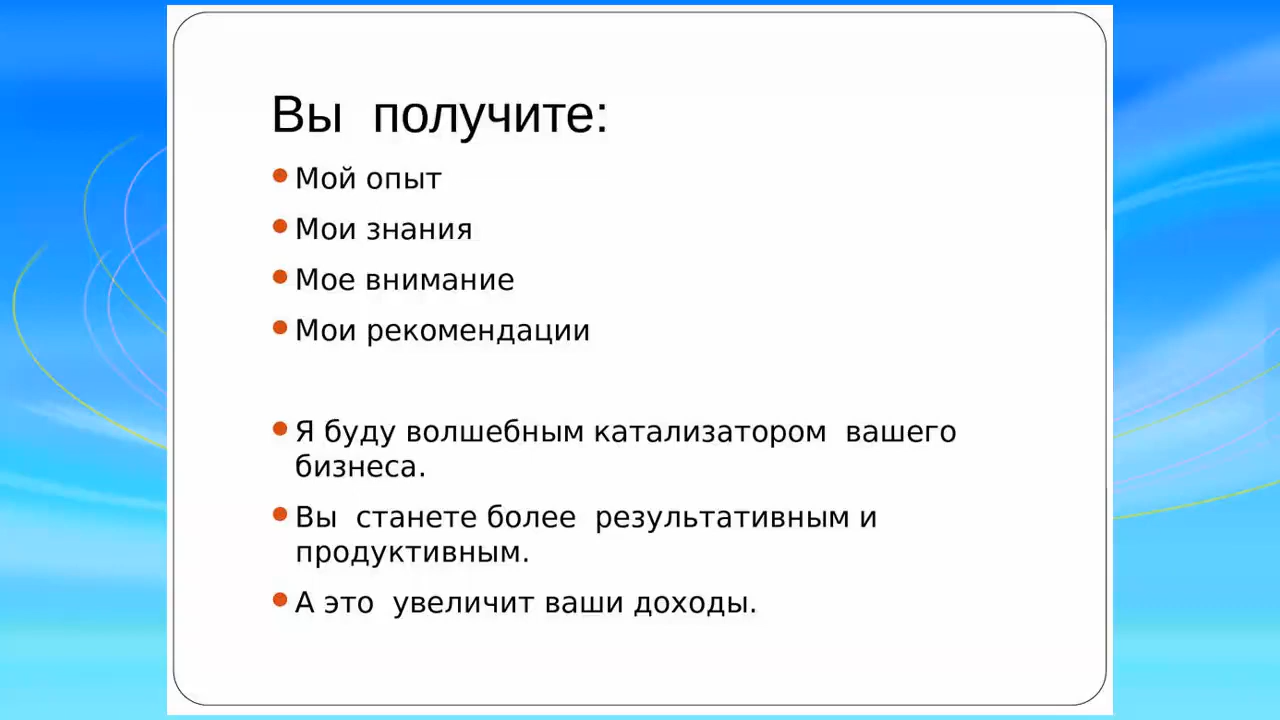 Вы  получите:
Мой опыт
Мои знания
Мое внимание
Мои рекомендации
Я буду волшебным катализатором  вашего
бизнеса.
Вы  станете более  результативным и
продуктивным.
А это  увеличит ваши доходы.